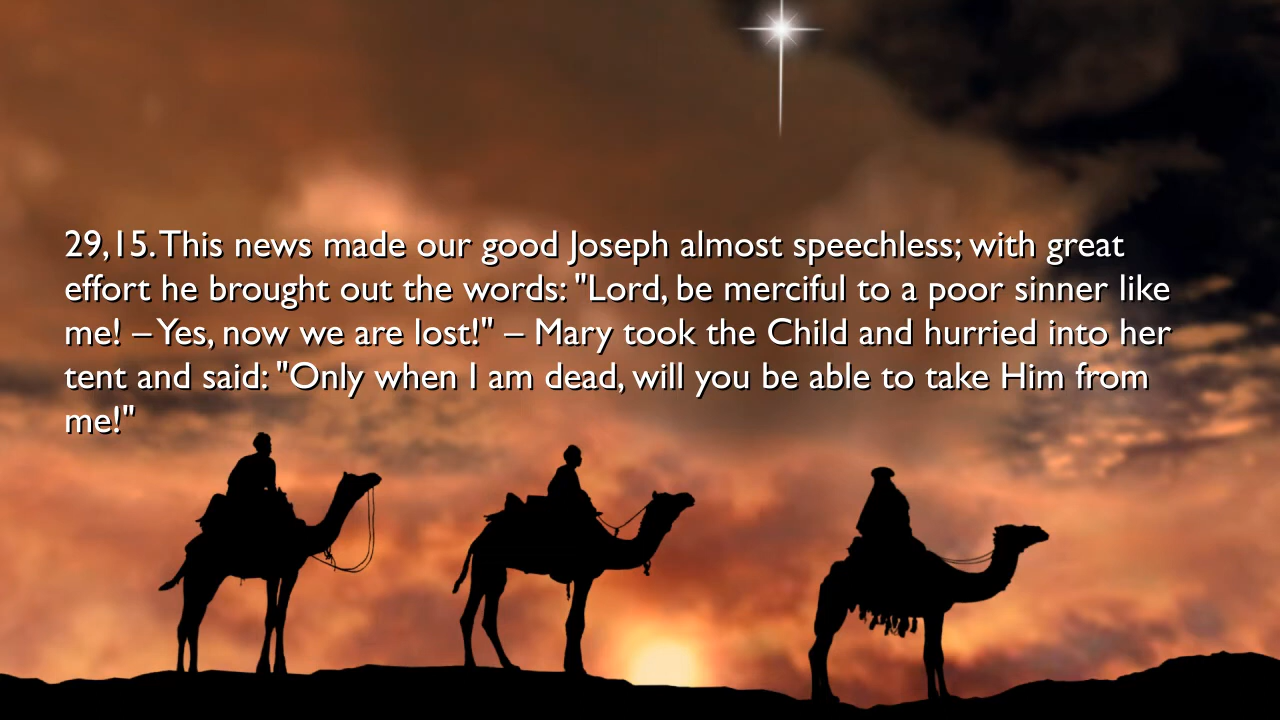 29,15. This news made our good Joseph almost speechless; with great
effort he brought out the words: "Lord, be merciful to a poor sinner like
me! – Yes, now we are lost!" – Mary took the Child and hurried into her
tent and said: "Only when I am dead, will you be able to take Him from
me!"